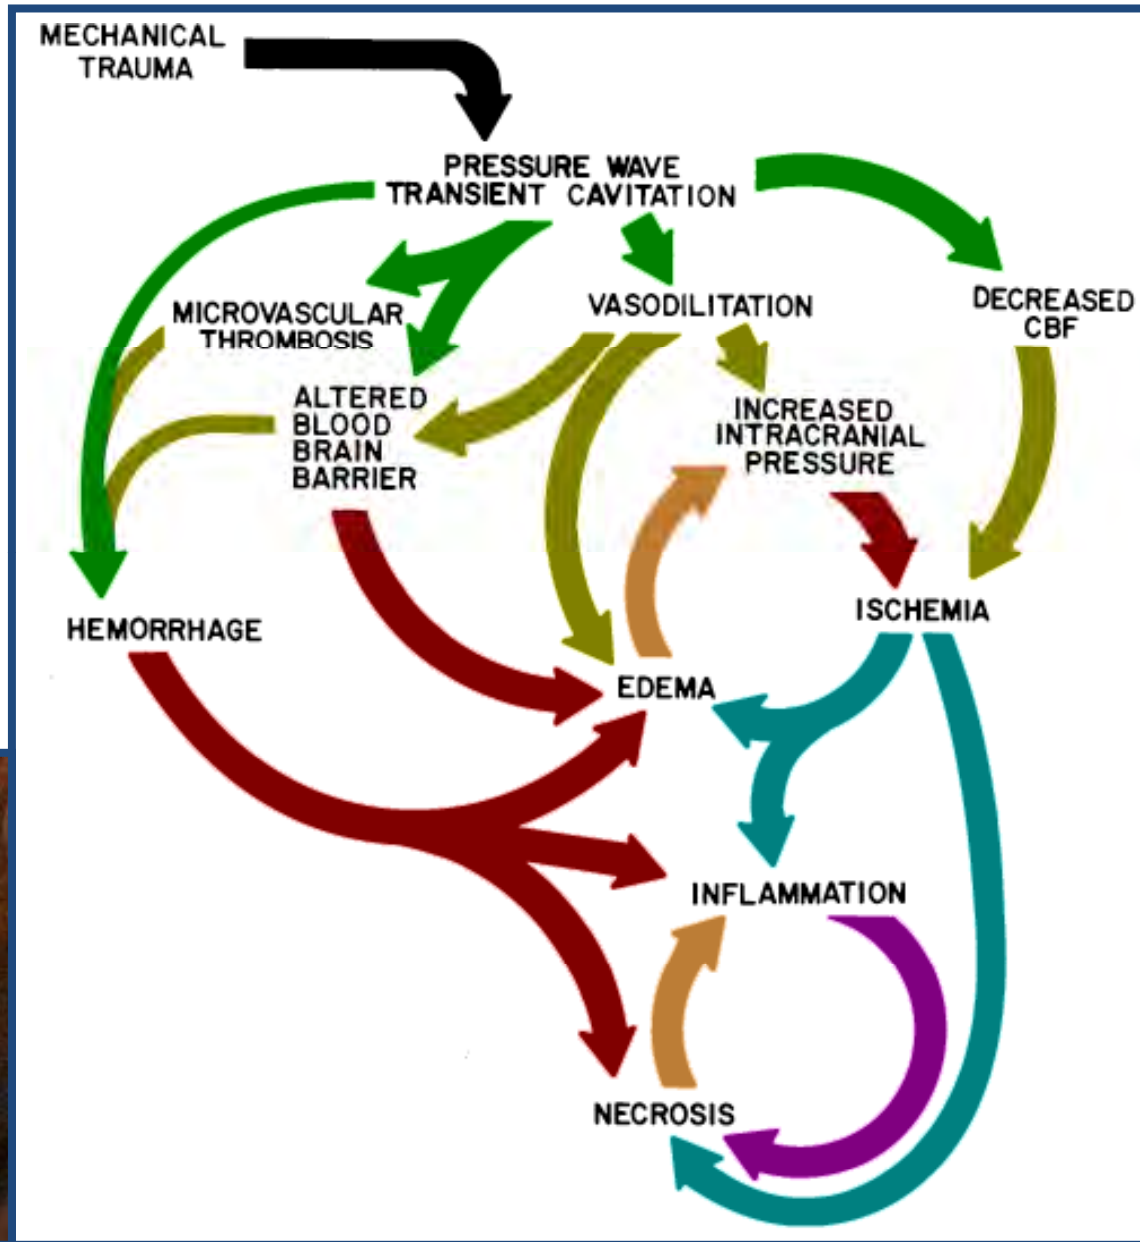 MECHANICAL
TRAUMA
PRESSURE WAVE
TRANSIENT CAVITATION
MICROVASCULAR
THROMBOSIS
VASODILITATION
DECREASED
CBF
ALTERED
BLOOD
BRAIN
BARRIER
INCREASED
INTRACRANIAL
PRESSURE
HEMORRHAGE
ISCHEMIA
EDEMA
INFLAMMATION
NECROSIS